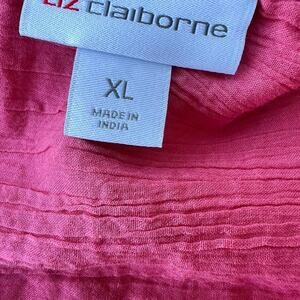 LIZ claiborne
XL
MADE IN
INDIA